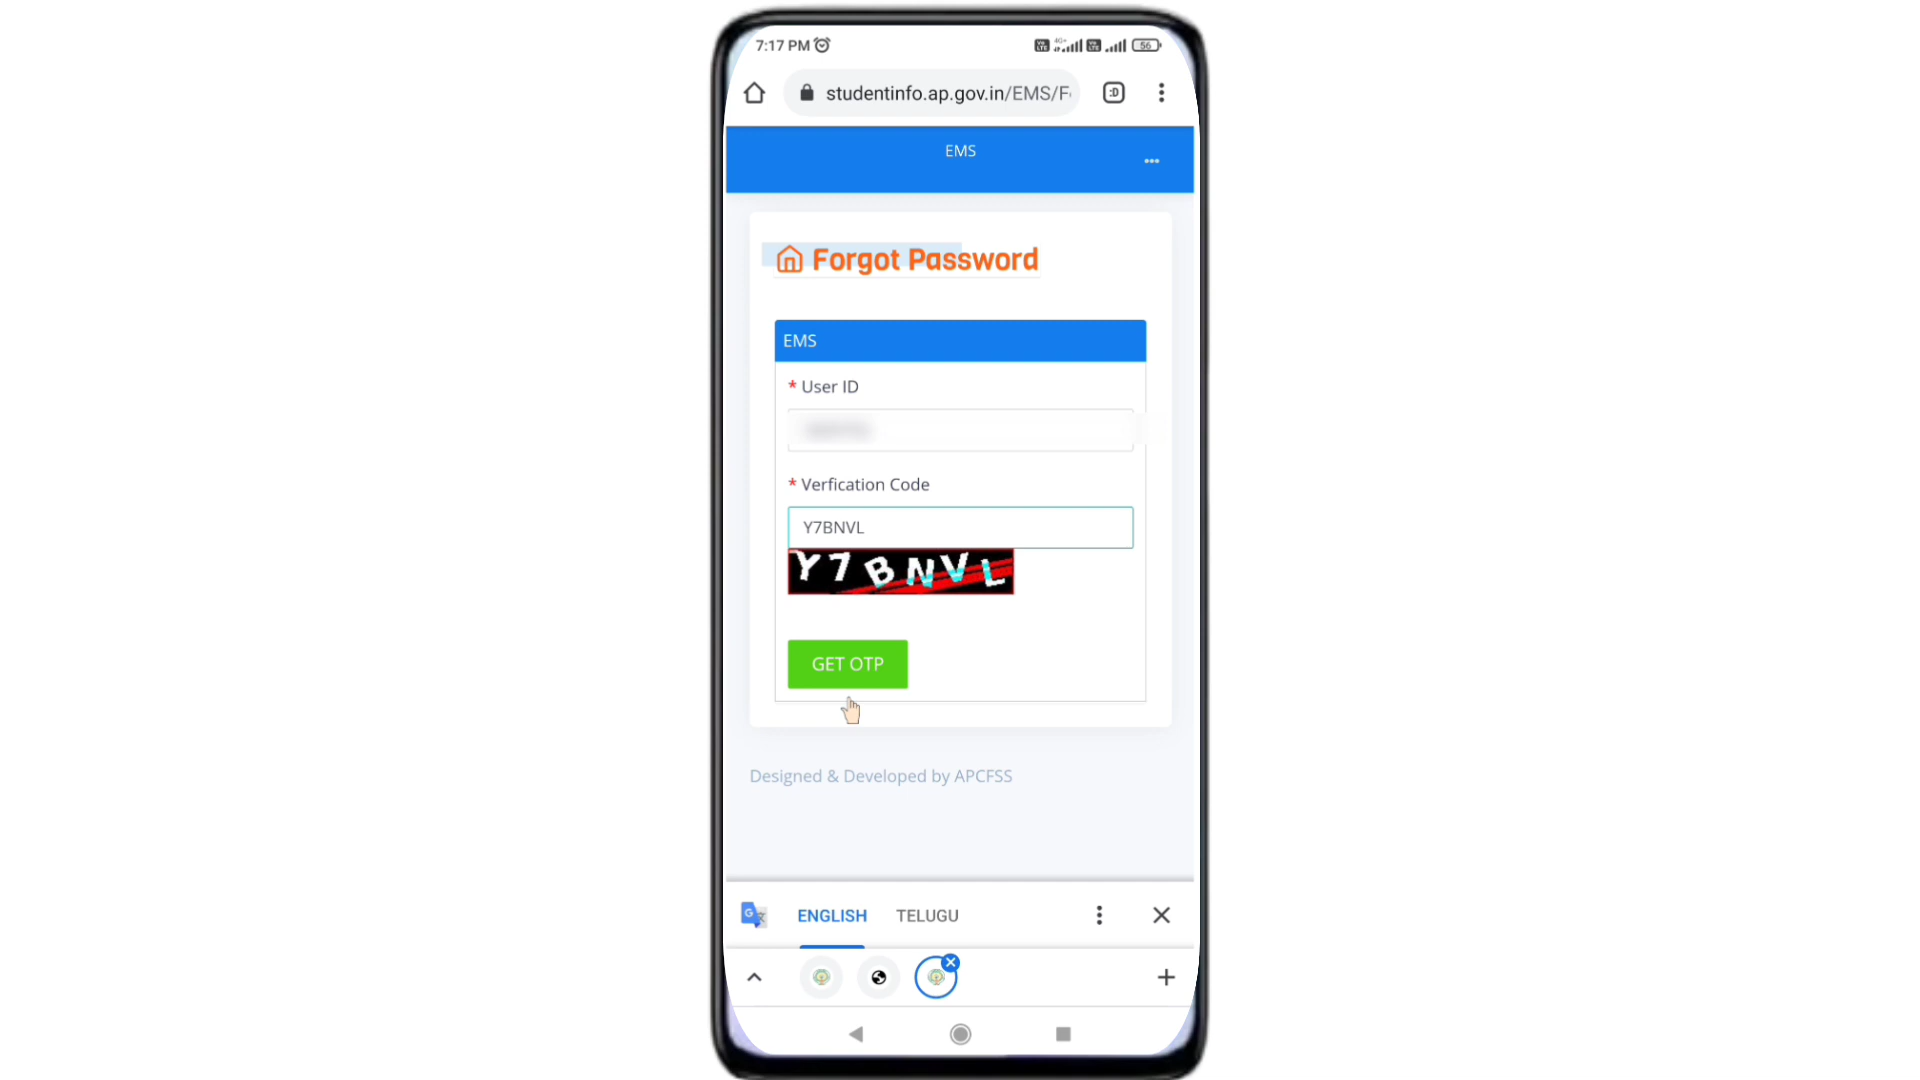 7:17 PM
56
studentinfo.ap.gov.in/EMS/F
:D
EMS
Forgot Password
EMS
* User ID
* Verfication Code
Y7BNVL
Y7BNVL
GET OTP
Designed & Developed by APCFSS
ENGLISH TELUGU